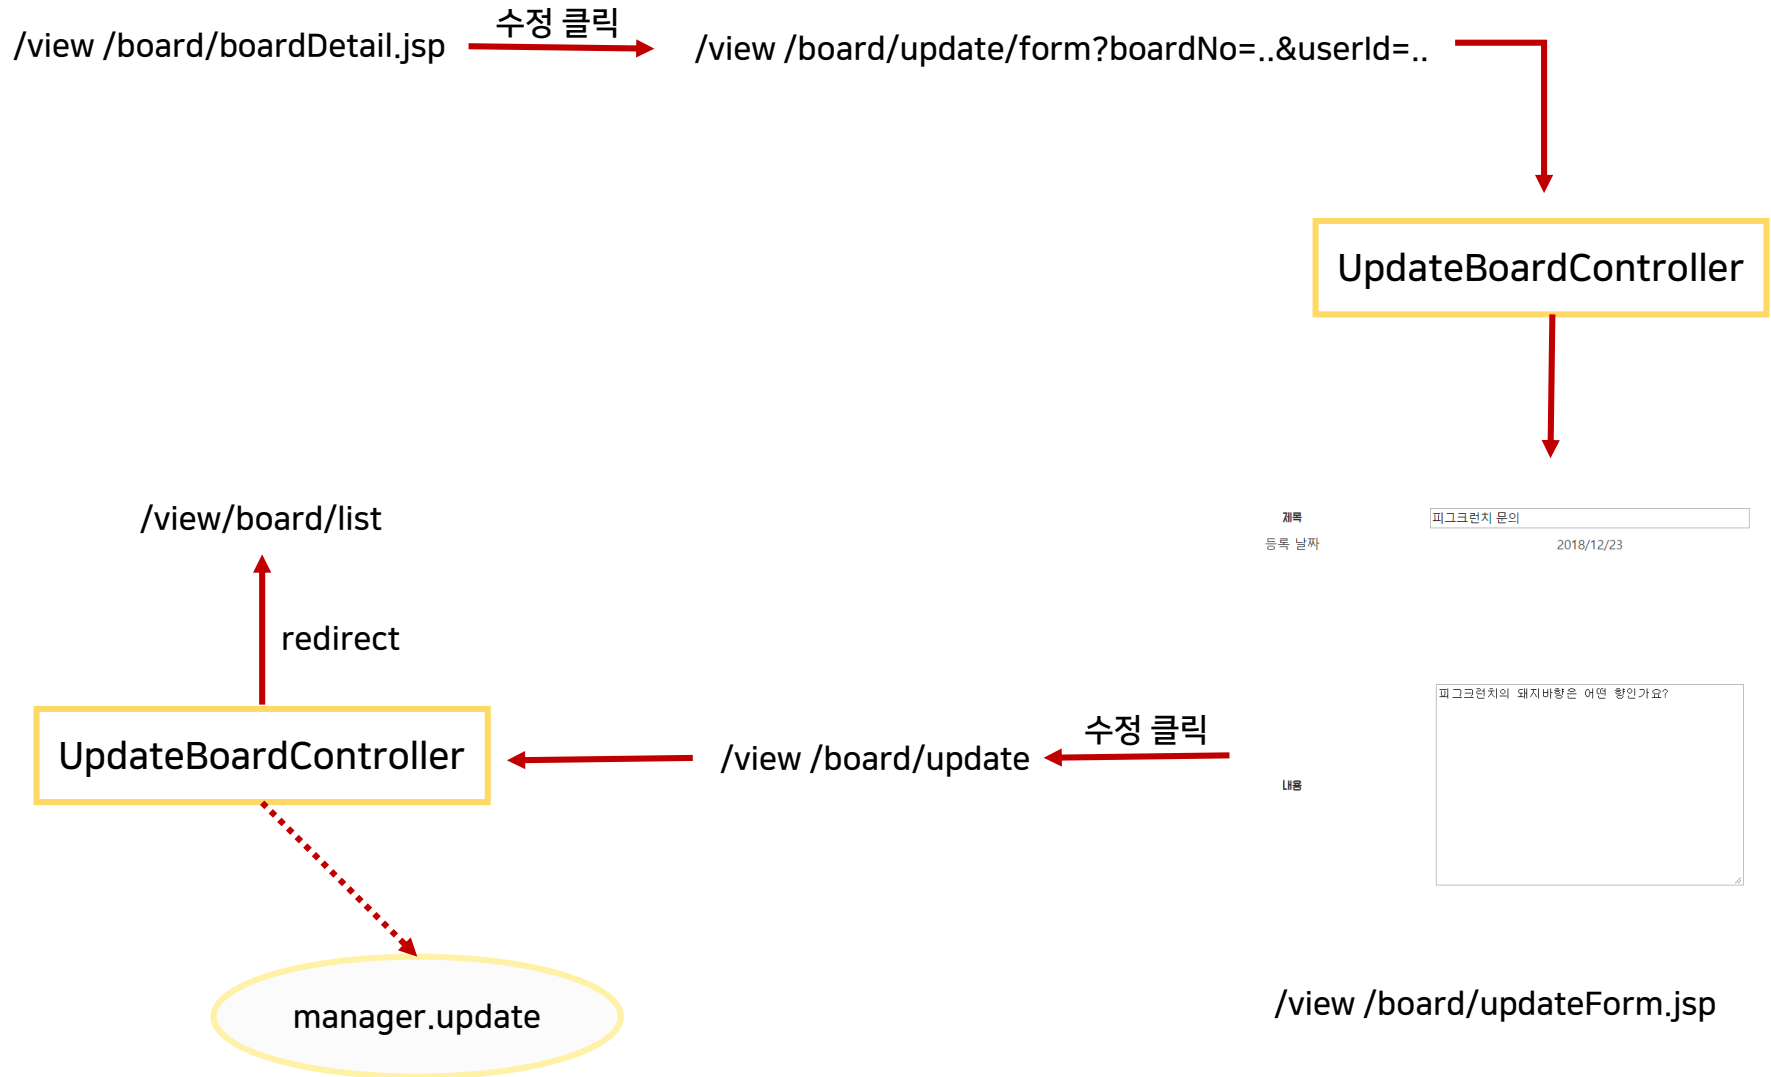 /view /board/boardDetail.jsp
수정 클릭
/view /board/update/form?boardNo=..&userId=..
UpdateBoardController
제목
피그크런치 문의
등록 날짜
2018/12/23
피그크런치의 돼지바향은 어떤 향인가요?
내용
/view /board/updateForm.jsp
수정 클릭
/view /board/update
UpdateBoardController
redirect
/view/board/list
manager.update